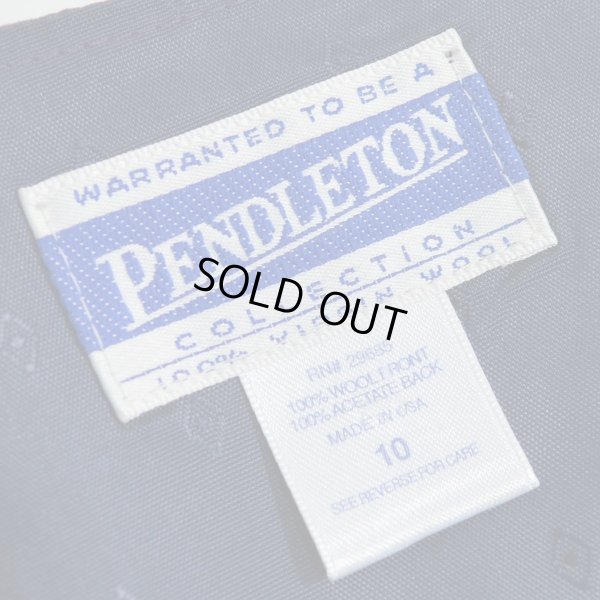 WARRANTED TO BE A
PENDLETON
COLLECTION
100% VIRGIN WOOL
SOLD OUT
RN# 29685
100% WOOL FRONT
100% ACETATE BACK
MADE IN USA
10
SEE REVERSE FOR CARE